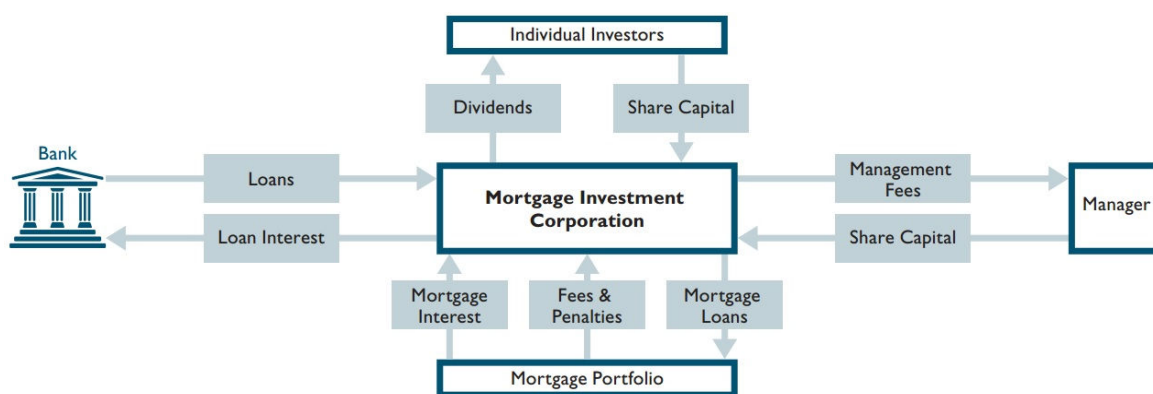 Individual Investors
Dividends
Share Capital
Bank
Loans
Loan Interest
Mortgage Investment
Corporation
Management
Fees
Share Capital
Manager
Mortgage
Interest
Fees &
Penalties
Mortgage
Loans
Mortgage Portfolio